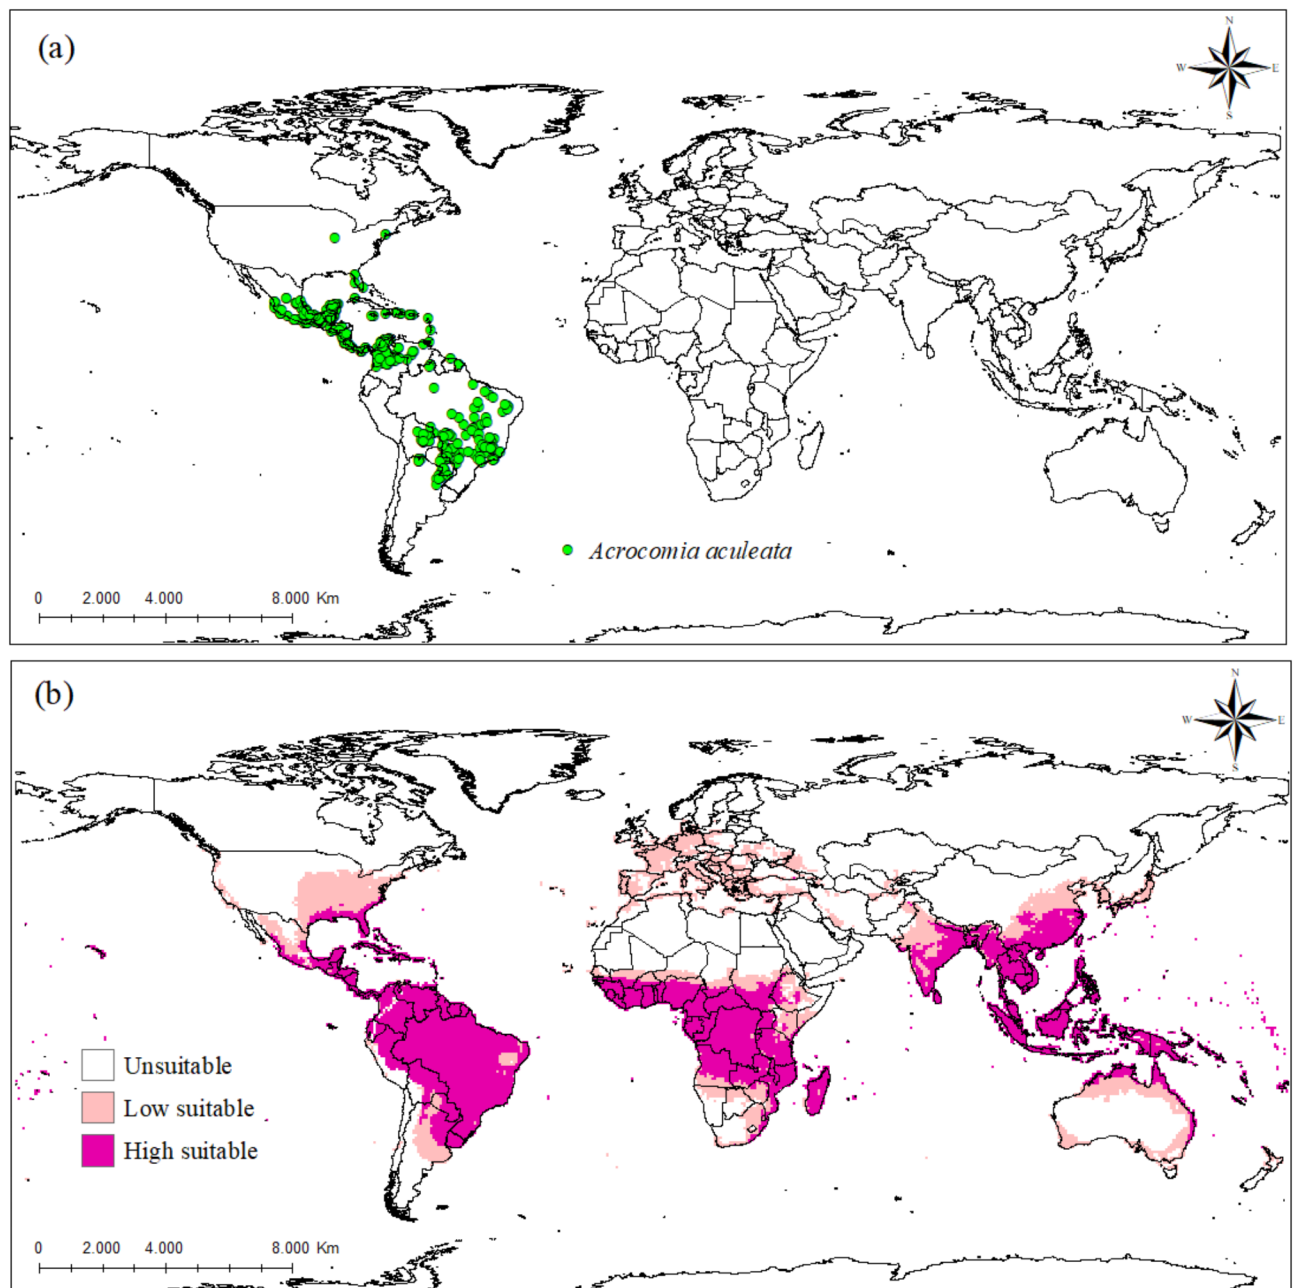 (a)
N
W E
S
Acrocomia aculeata
0 2.000 4.000 8.000 Km
(b)
N
W E
S
Unsuitable
Low suitable
High suitable
0 2.000 4.000 8.000 Km